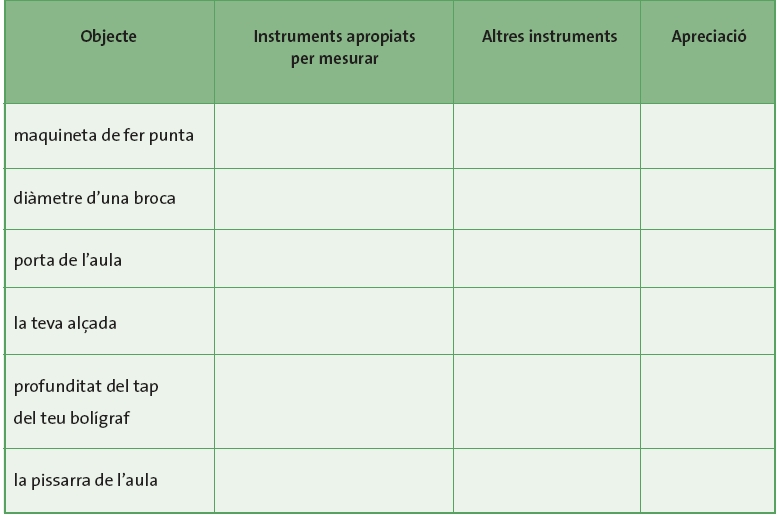 Objecte
Instruments apropiats
per mesurar
Altres instruments
Apreciació
maquineta de fer punta
diàmetre d’una broca
porta de l’aula
la teva alçada
profunditat del tap
del teu bolígraf
la pissarra de l’aula